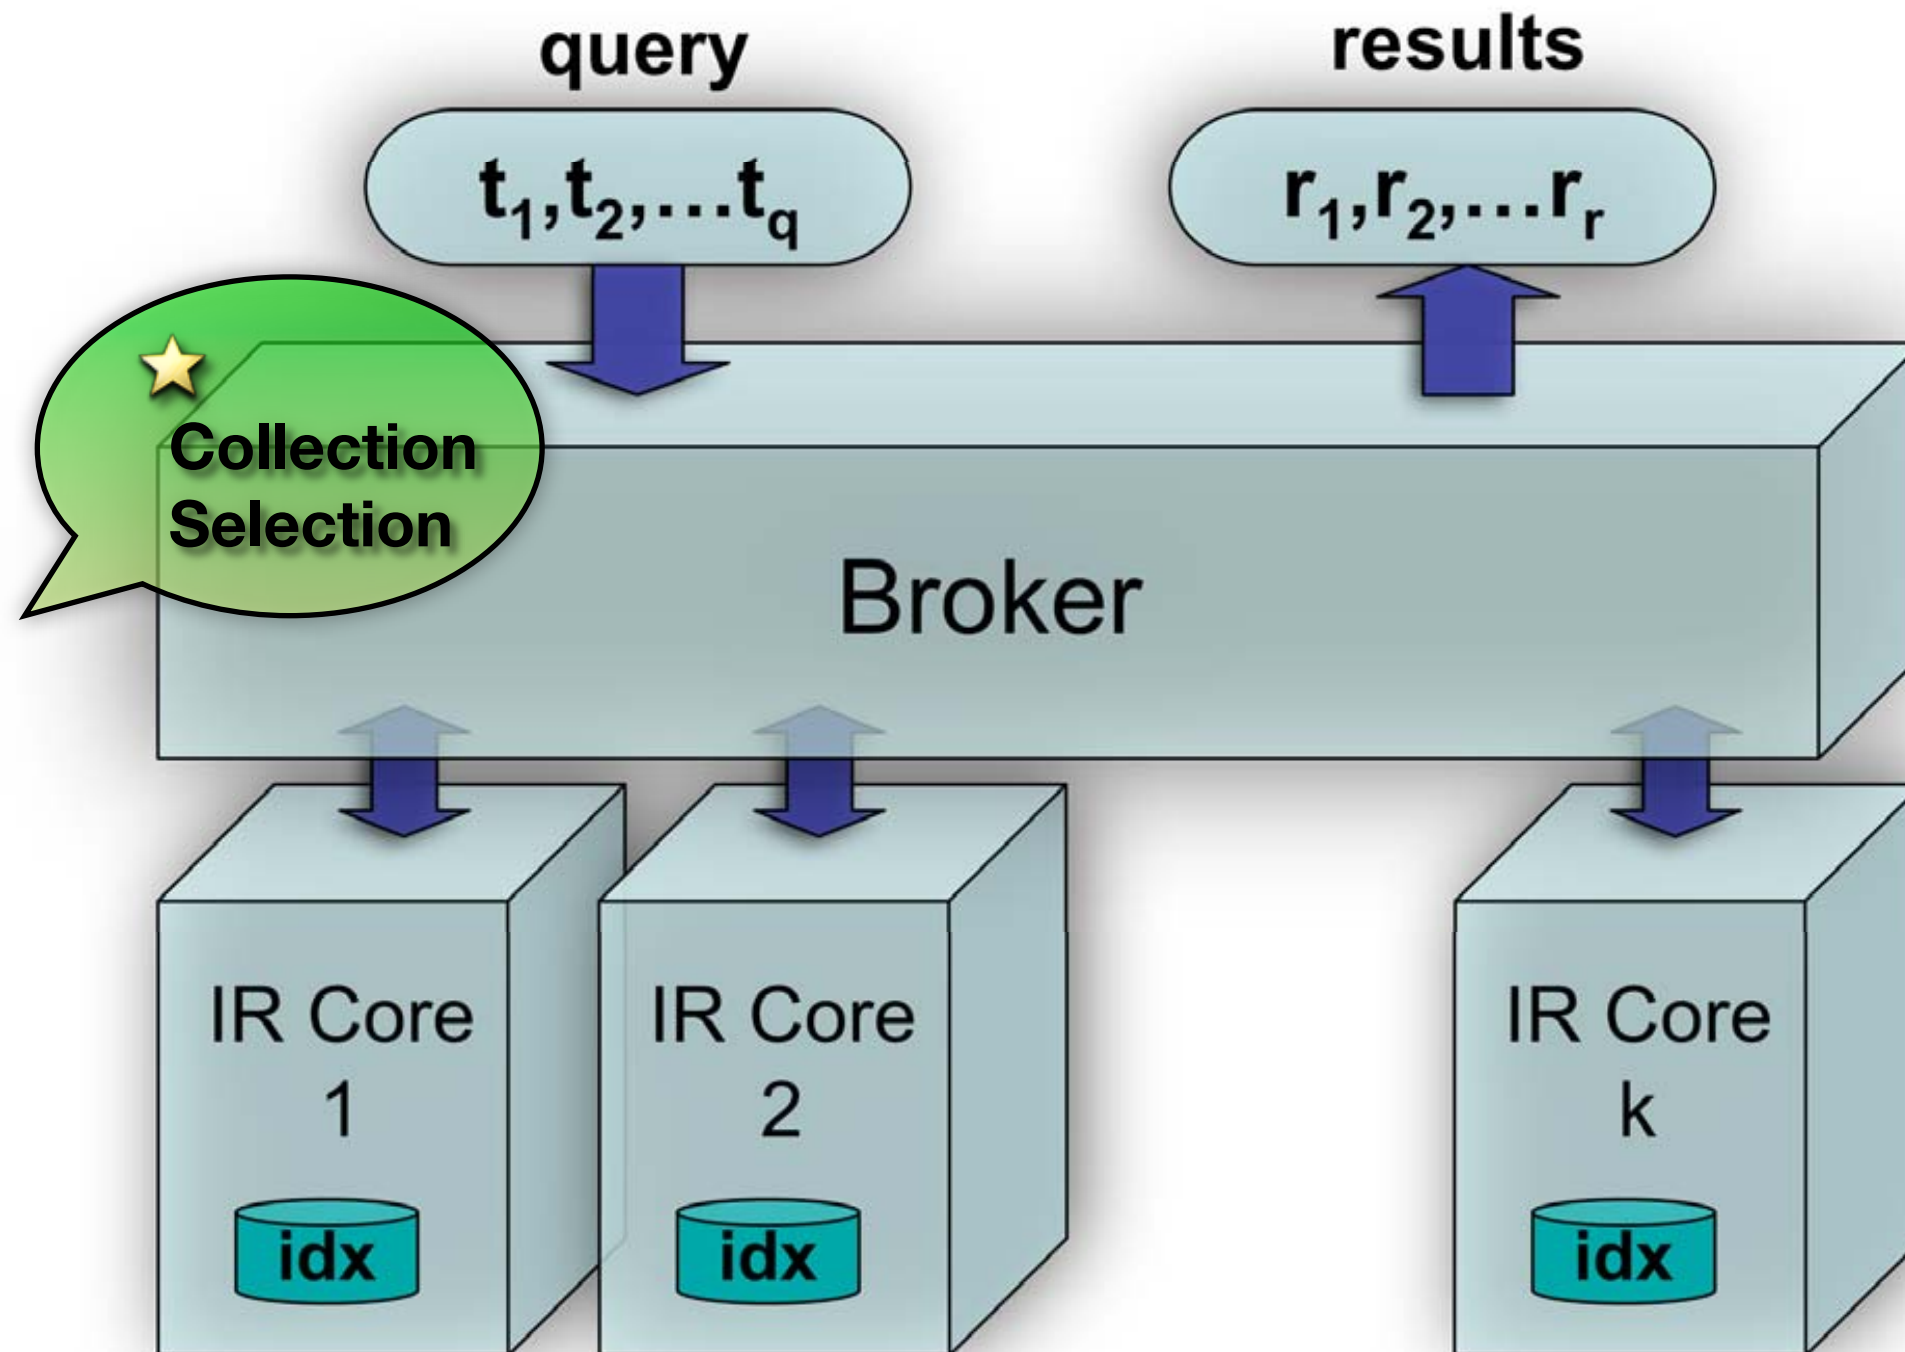 query
results
t1,t2,...tq
r1,r2,...rr
Collection
Selection
Broker
IR Core
1
IR Core
2
IR Core
k
idx
idx
idx